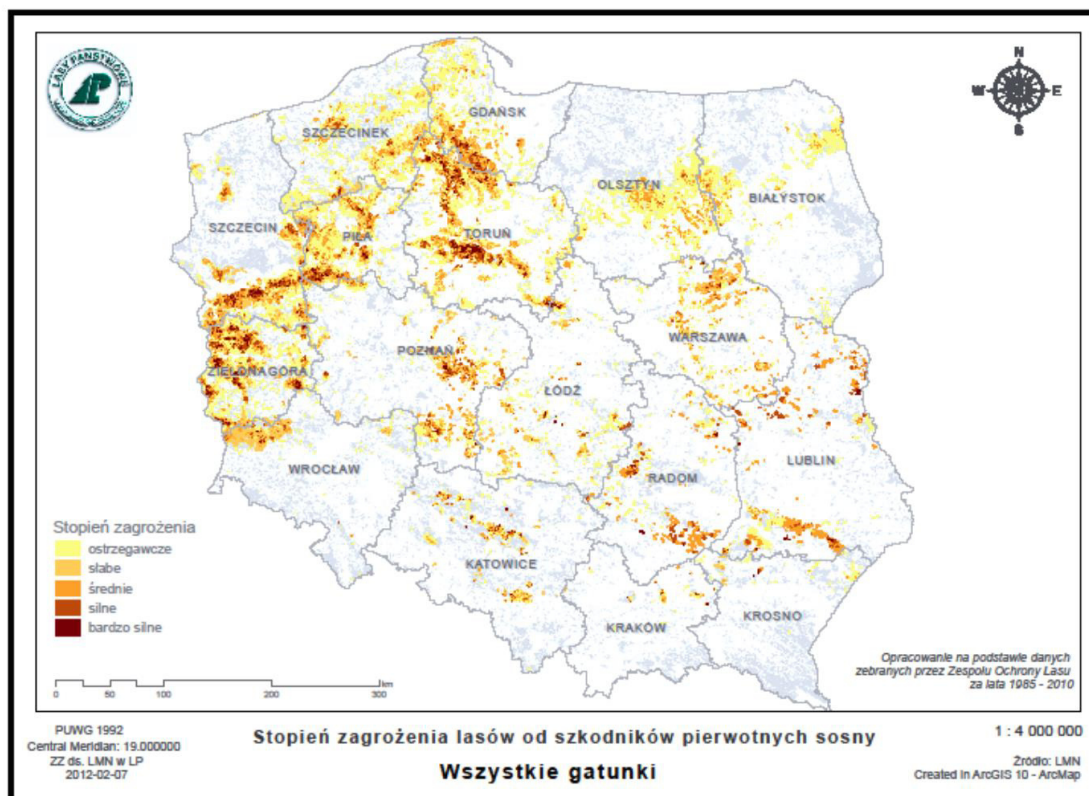 LASY PAŃSTWOWE
N
W E
S
GDAŃSK
SZCZECINEK
OLSZTYN
BIAŁYSTOK
SZCZECIN
PIŁA
TORUŃ
WARSZAWA
POZNAŃ
ZIELONAGÓRA
ŁÓDŹ
LUBLIN
WROCŁAW
RADOM
KATOWICE
KROSNO
KRAKÓW
Stopień zagrożenia
ostrzegawcze
słabe
średnie
silne
bardzo silne
km
0 50 100 200 300
Opracowanie na podstawie danych
zebranych przez Zespołu Ochrony Lasu
za lata 1985 - 2010
PUWG 1992
Central Meridian: 19.000000
ZZ ds. LMN w LP
2012-02-07
Stopień zagrożenia lasów od szkodników pierwotnych sosny
Wszystkie gatunki
1 : 4 000 000
Źródło: LMN
Created in ArcGIS 10 - ArcMap